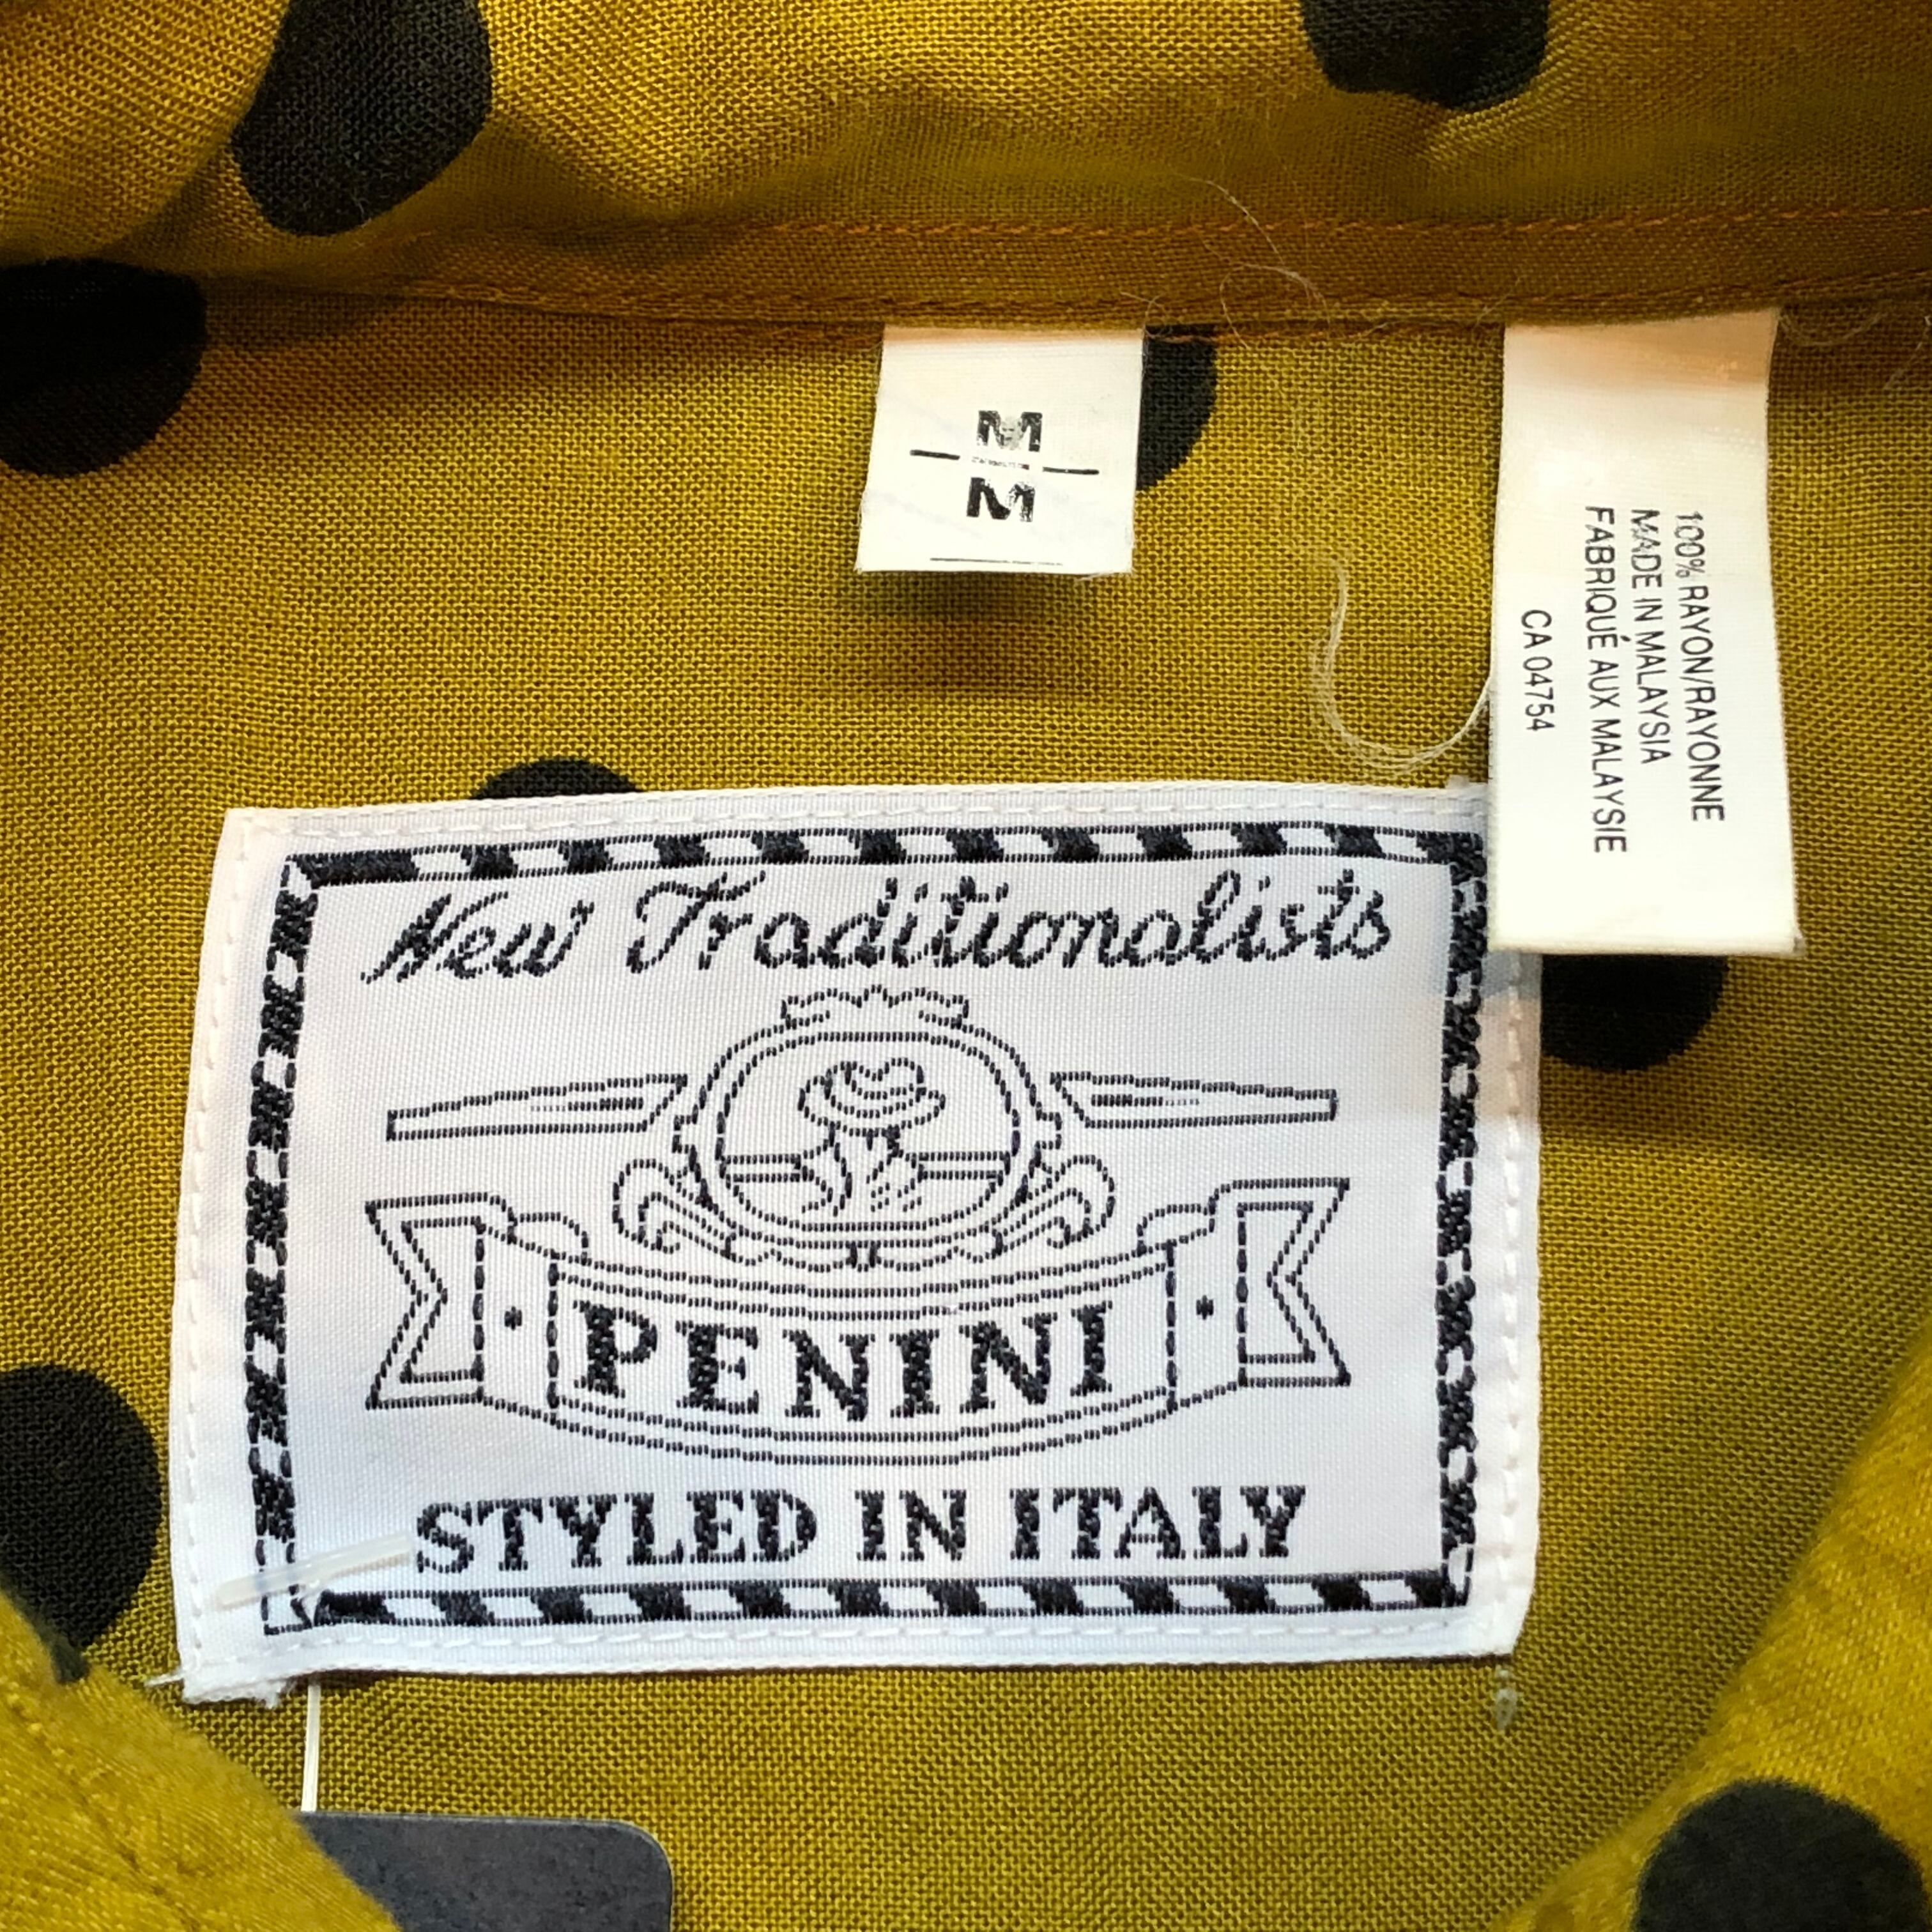 M
M
100% RAYON/RAYONNE
MADE IN MALAYSIA
FABRIQUÉ AUX MALAYSIE
CA 04754
New Traditionalists
PENINI
STYLED IN ITALY